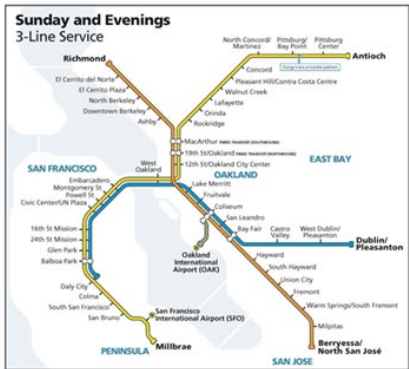 Sunday and Evenings
3-Line Service
North Concord/
Martinez
Pittsburg/
Bay Point
Pittsburg
Center
Antioch
Richmond
El Cerrito del Norte
El Cerrito Plaza
North Berkeley
Downtown Berkeley
Ashby
Concord
Pleasant Hill/Contra Costa Centre
Walnut Creek
Lafayette
Orinda
Rockridge
MacArthur
19th St/Oakland
12th St/Oakland City Center
EAST BAY
SAN FRANCISCO
West
Oakland
OAKLAND
Embarcadero
Montgomery St
Powell St
Civic Center/UN Plaza
Lake Merritt
Fruitvale
Coliseum
San Leandro
Bay Fair
Castro
Valley
West Dublin/
Pleasanton
Dublin/
Pleasanton
16th St Mission
24th St Mission
Glen Park
Balboa Park
Oakland
International
Airport (OAK)
Hayward
South Hayward
Union City
Fremont
Warm Springs/South Fremont
Milpitas
Daly City
Colma
South San Francisco
San Bruno
San Francisco
International Airport (SFO)
PENINSULA
Millbrae
SAN JOSE
Berryessa/
North San José